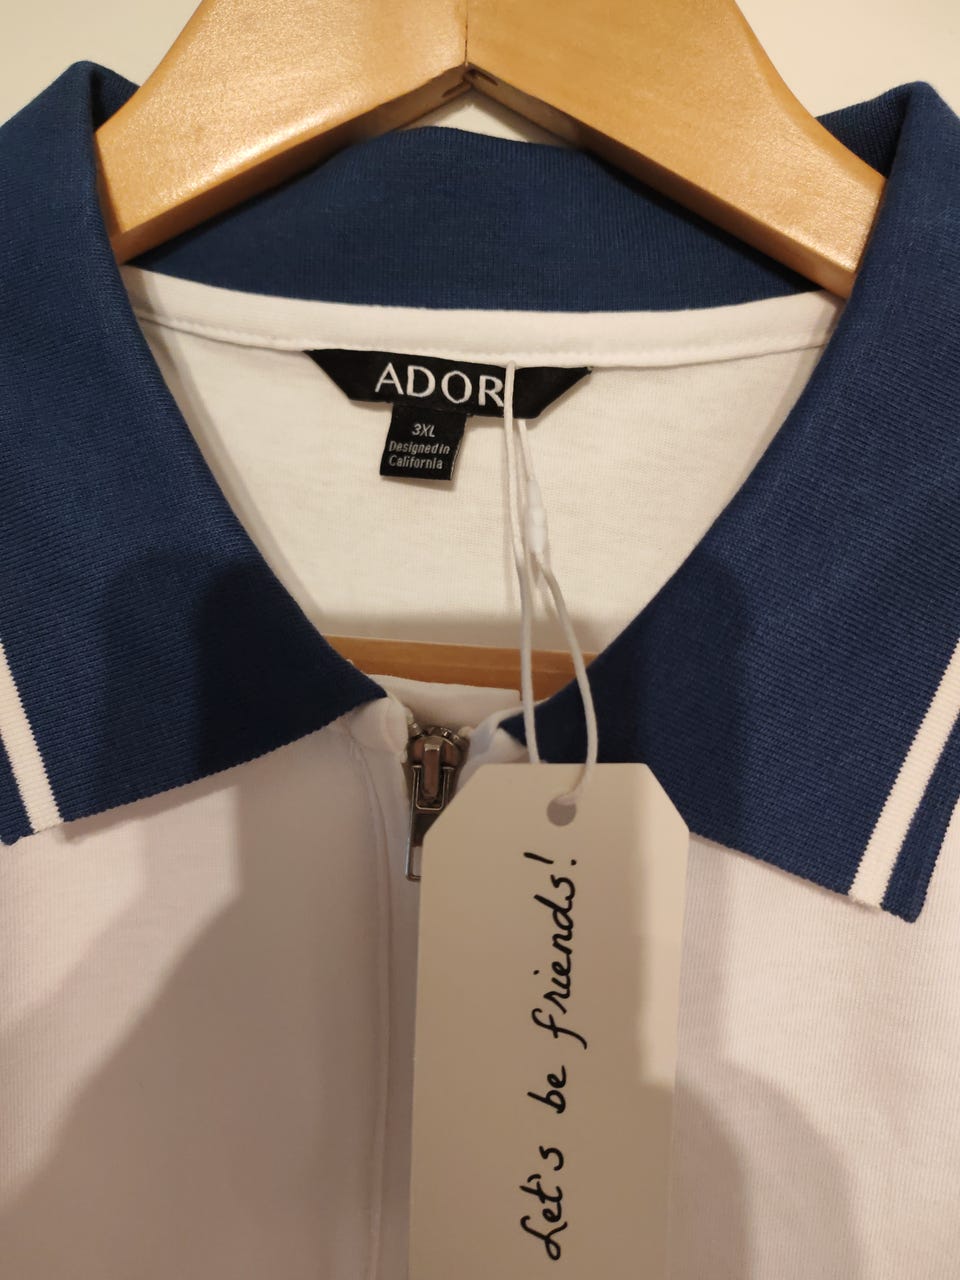 ADOR
3XL
Designed in
California
Let's be friends!